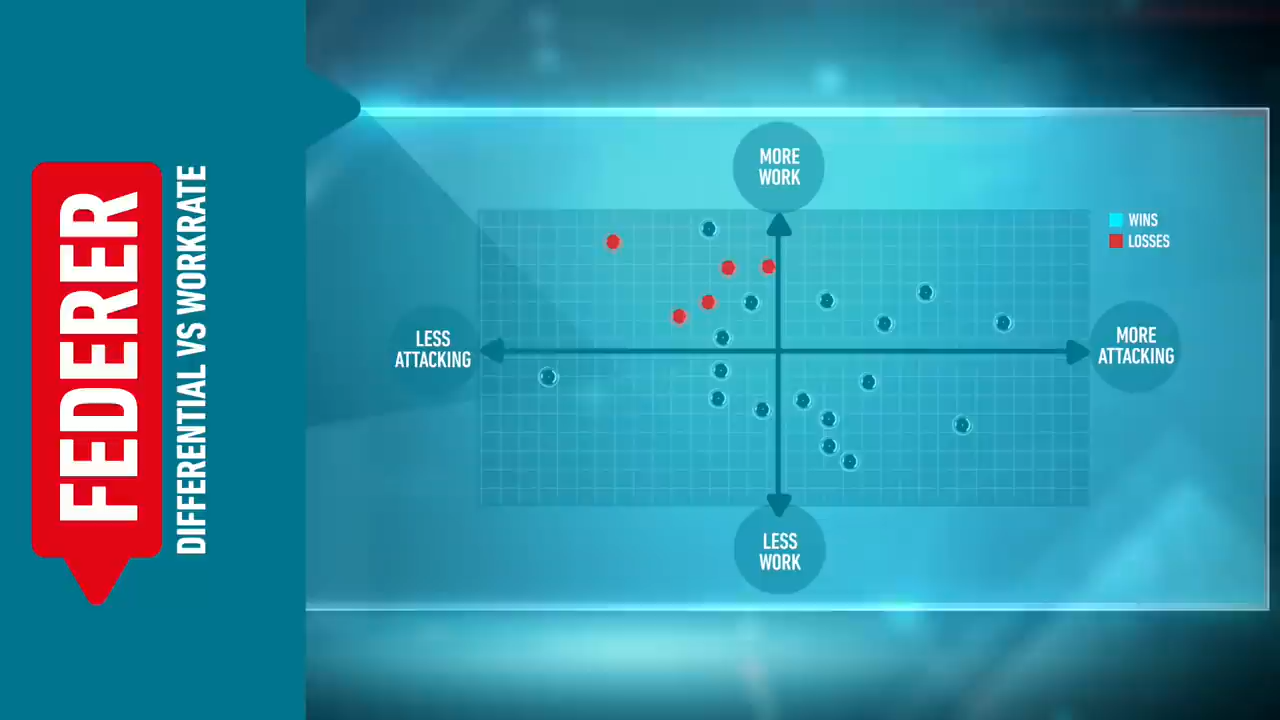 FEDERER
DIFFERENTIAL VS WORKRATE
MORE
WORK
WINS
LOSSES
LESS
ATTACKING
MORE
ATTACKING
LESS
WORK